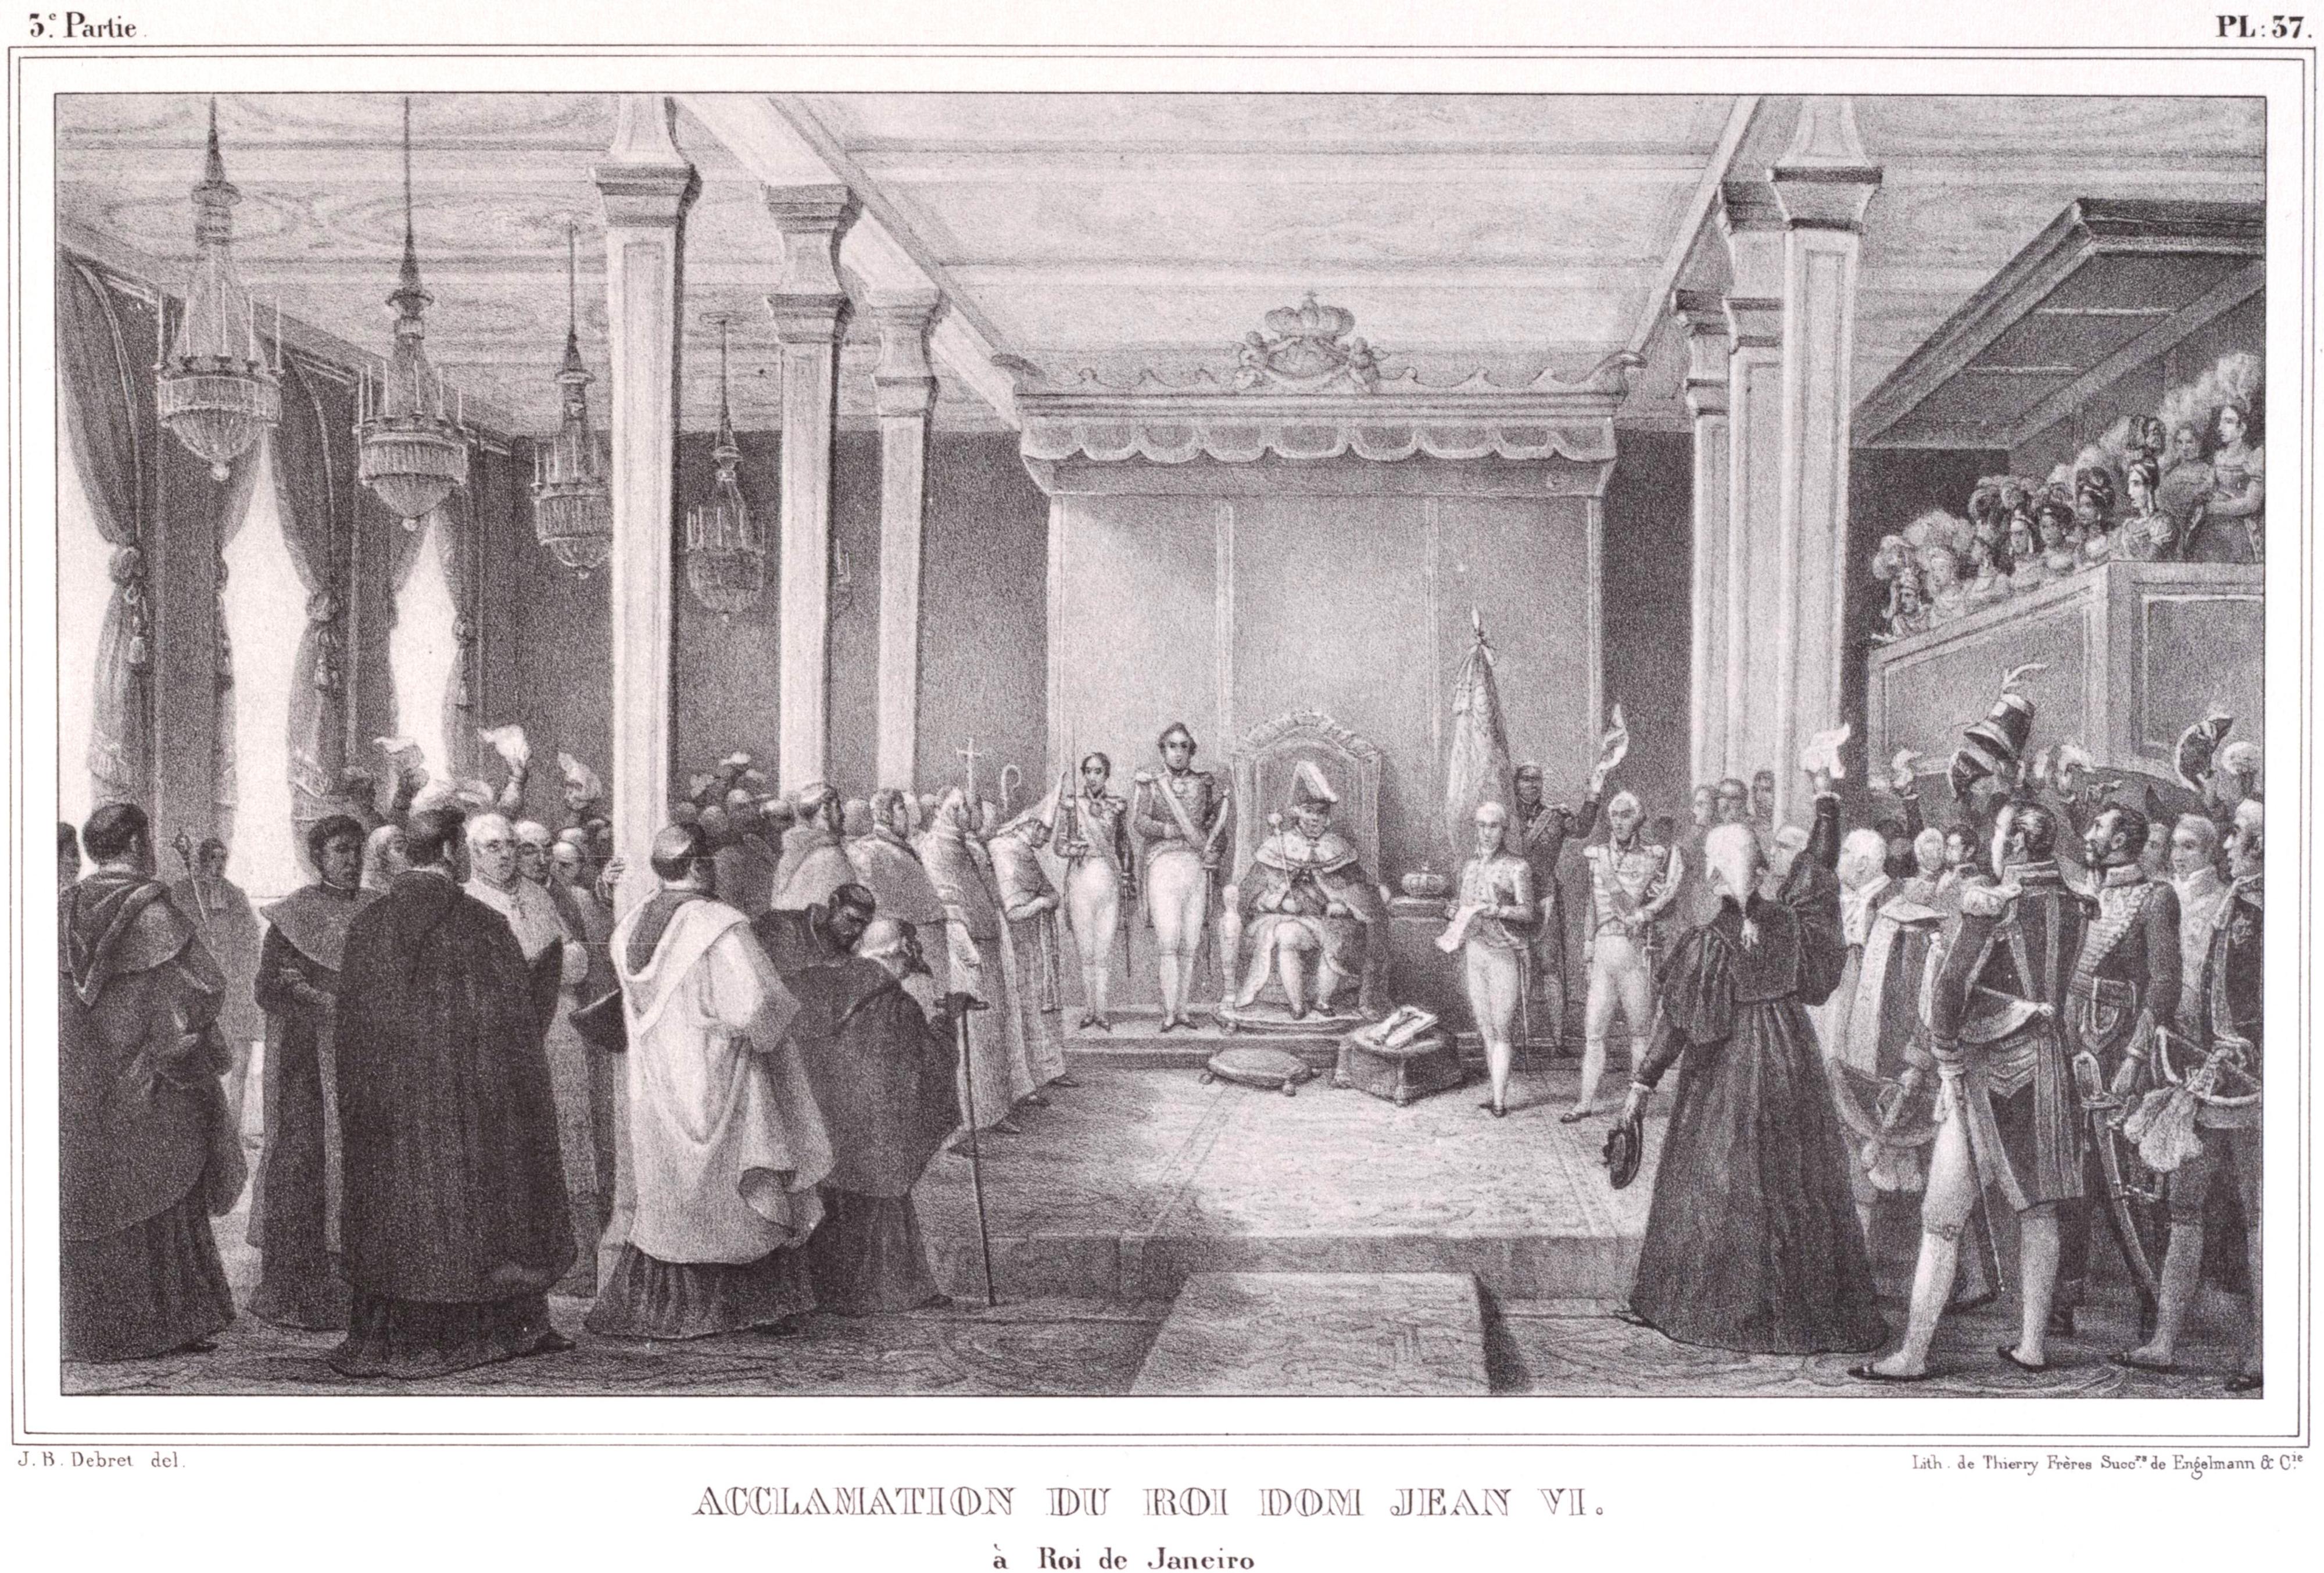 3.e Partie.
PL: 37.
J. B. Debret del.
Lith. de Thierry Frères Succ.rs de Engelmann & C.ie
ACCLAMATION DU ROI DOM JEAN VI.
à Roi de Janeiro